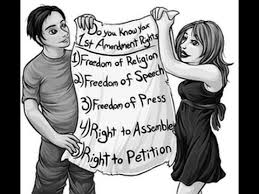 Do you Know your
1st Amendment Rights
1) Freedom of Religion
2) Freedom of Speech
3) Freedom of Press
4) Right to Assemble
5) Right to Petition